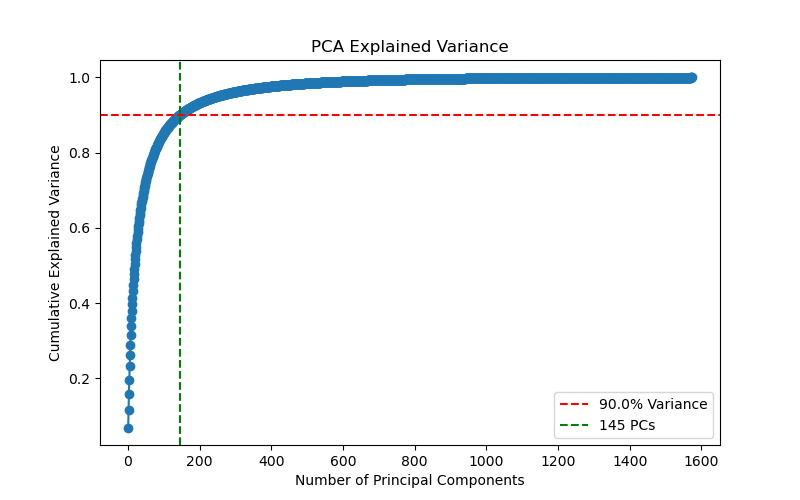 PCA Explained Variance
Cumulative Explained Variance
1.0
0.8
0.6
0.4
0.2
90.0% Variance
145 PCs
0 200 400 600 800 1000 1200 1400 1600
Number of Principal Components